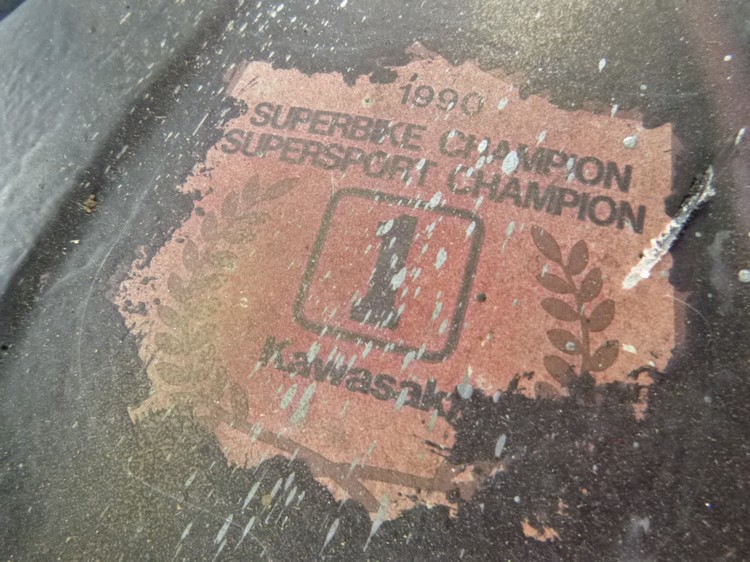 1990
SUPERBIKE CHAMPION
SUPERSPORT CHAMPION
1
Kawasaki